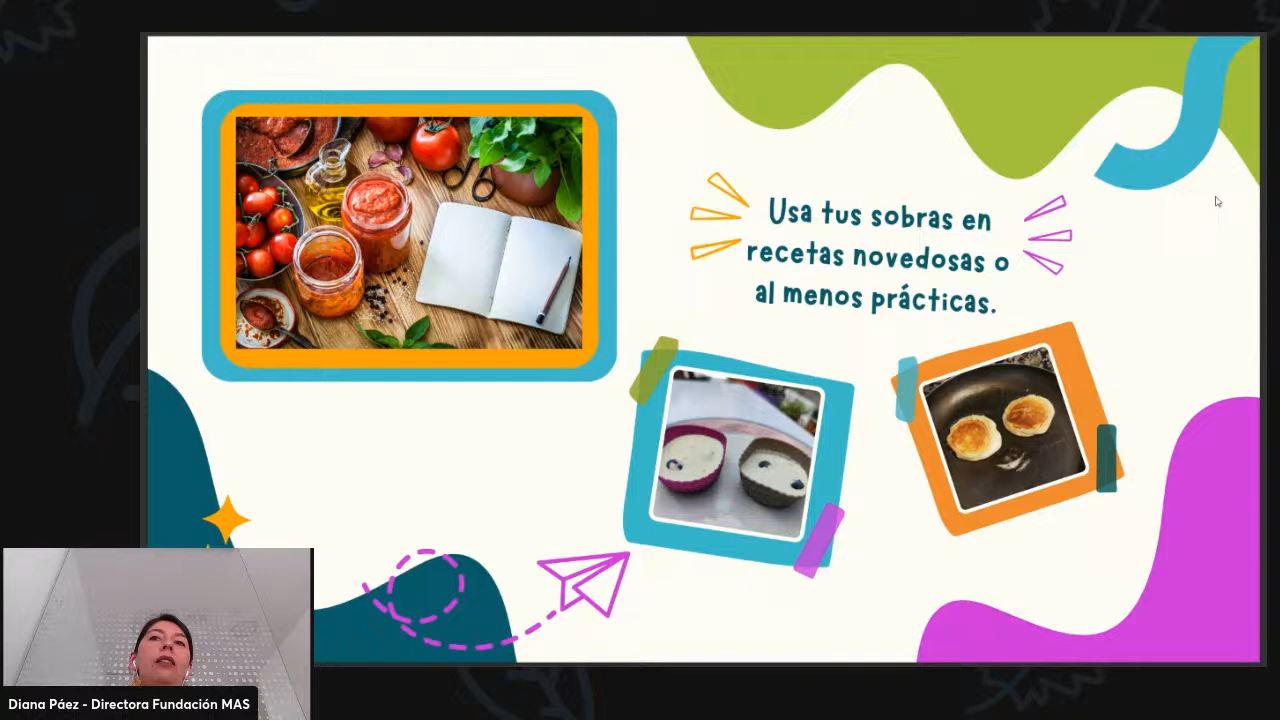 Usa tus sobras en
recetas novedosas o
al menos prácticas.
Diana Páez - Directora Fundación MAS